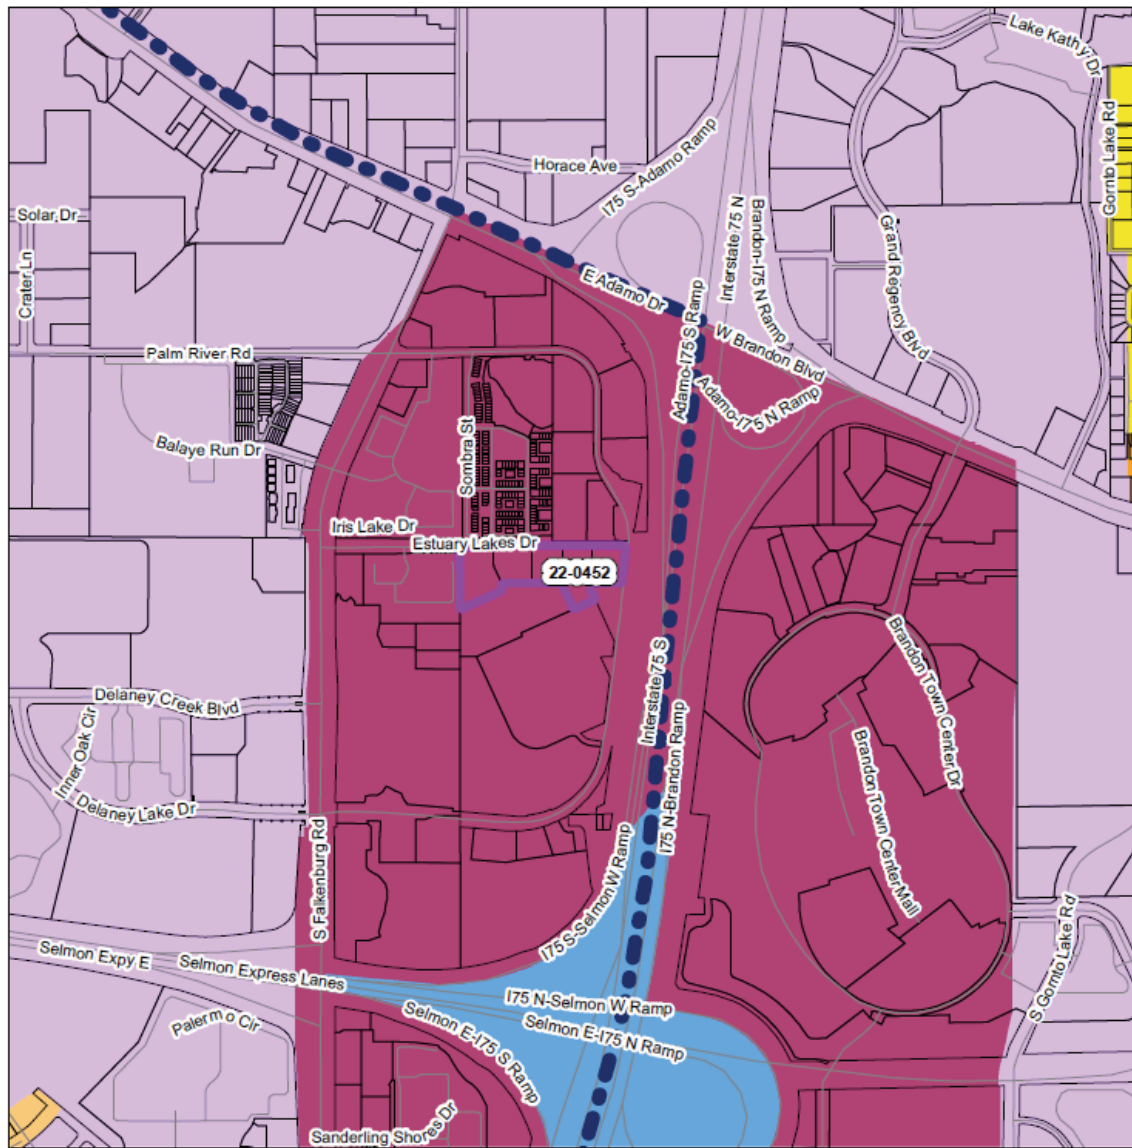 Lake Kathy Dr
Gornto Lake Rd
Horace Ave
I75 S-Adamo Ramp
Solar Dr
Crater Ln
Interstate 75 N
Brandon-I75 N Ramp
Grand Regency Blvd
E Adamo Dr
Adamo-I75 S Ramp
W Brandon Blvd
Palm River Rd
Adamo-I75 N Ramp
Balaye Run Dr
Sombra St
Iris Lake Dr
Estuary Lakes Dr
22-0452
Interstate 75 S
Brandon Town Center Dr
Delaney Creek Blvd
Inner Oak Cir
I75 N-Brandon Ramp
Brandon Town Center Mall
Delaney Lake Dr
S Falkenburg Rd
I75 S-Selmon W Ramp
S Gornto Lake Rd
Selmon Expy E
Selmon Express Lanes
I75 N-Selmon W Ramp
Palermo Cir
Selmon E-I75 S Ramp
Selmon E-I75 N Ramp
Sanderling Shores Dr